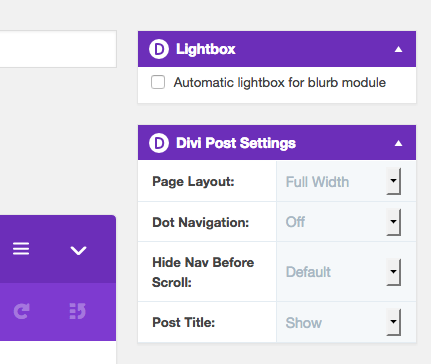 D Lightbox
Automatic lightbox for blurb module
D Divi Post Settings
Page Layout: Full Width
Dot Navigation: Off
Hide Nav Before
Scroll: Default
Post Title: Show